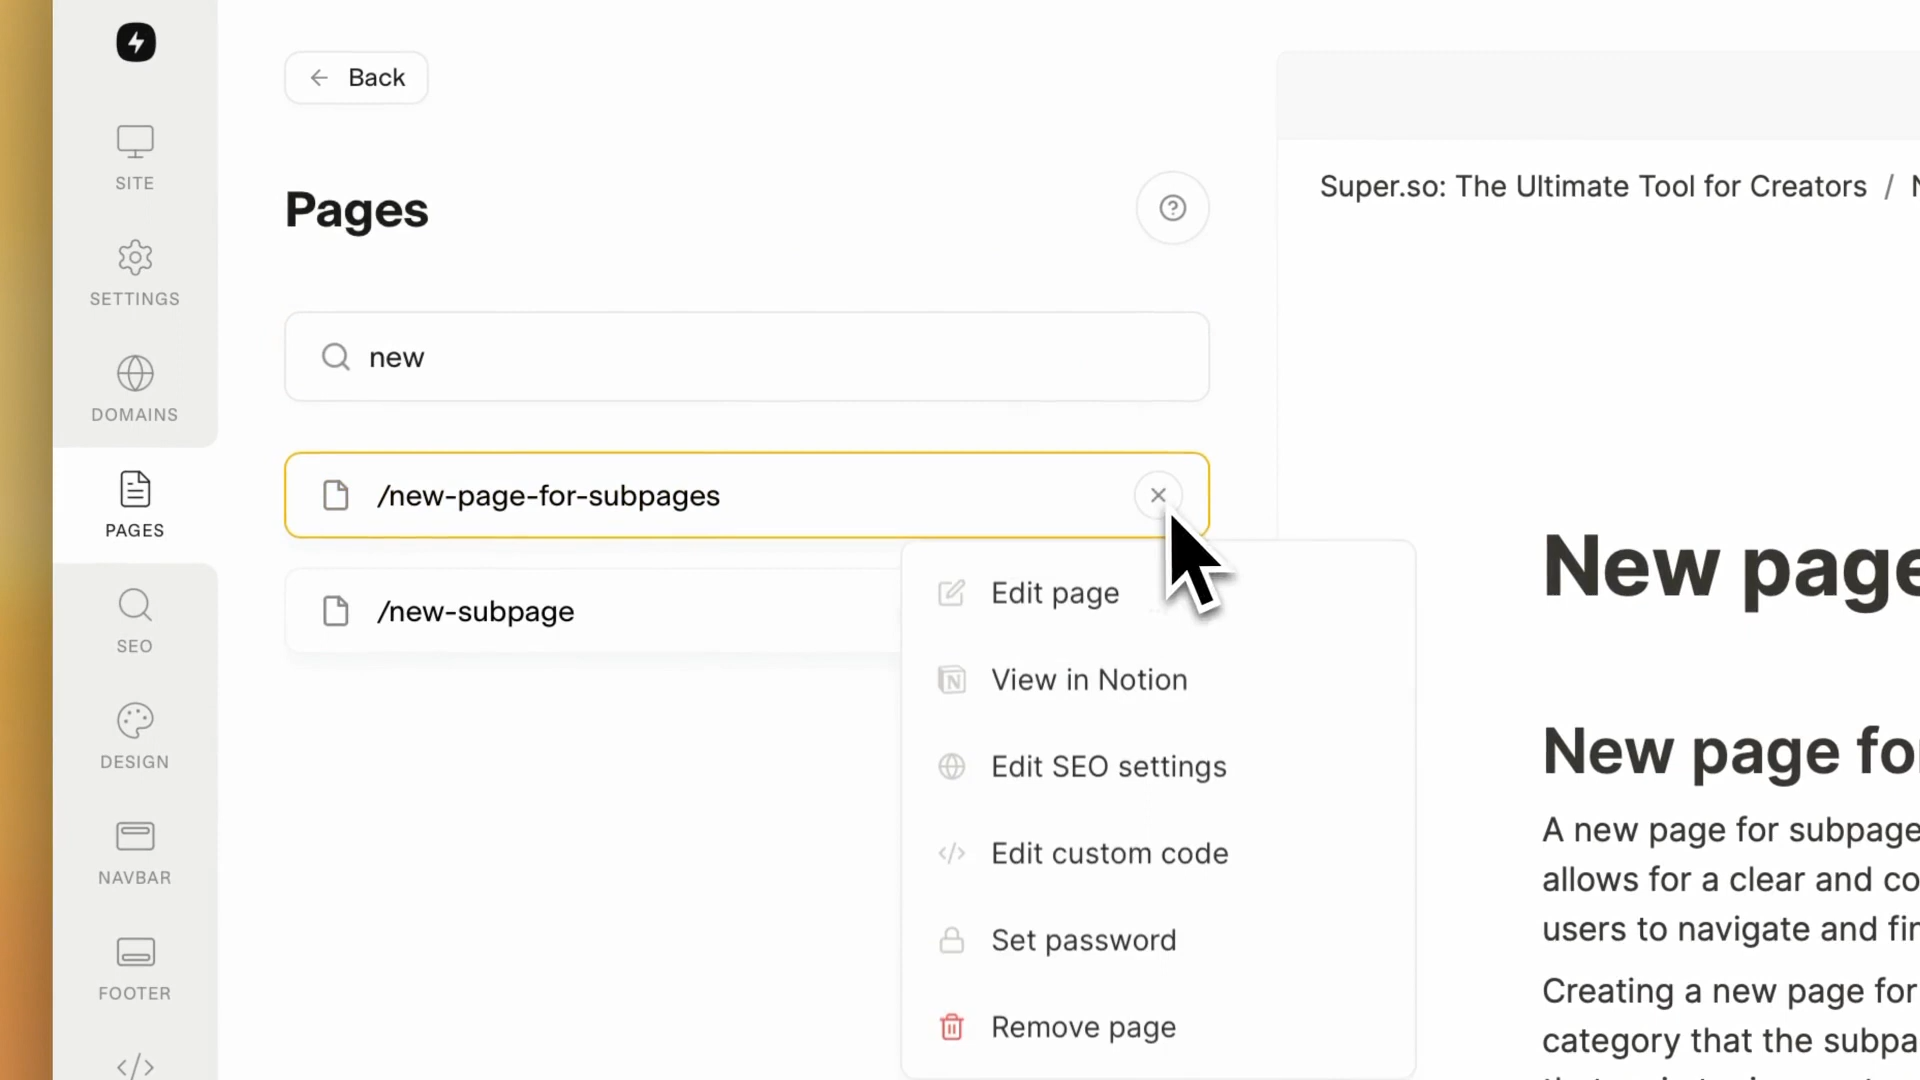 SITE
SETTINGS
DOMAINS
PAGES
SEO
DESIGN
NAVBAR
FOOTER
Back
Pages
new
/new-page-for-subpages
/new-subpage
Edit page
View in Notion
Edit SEO settings
Edit custom code
Set password
Remove page
Super.so: The Ultimate Tool for Creators /
New page
New page for
A new page for subpage
allows for a clear and co
users to navigate and fin
Creating a new page for
category that the subpa